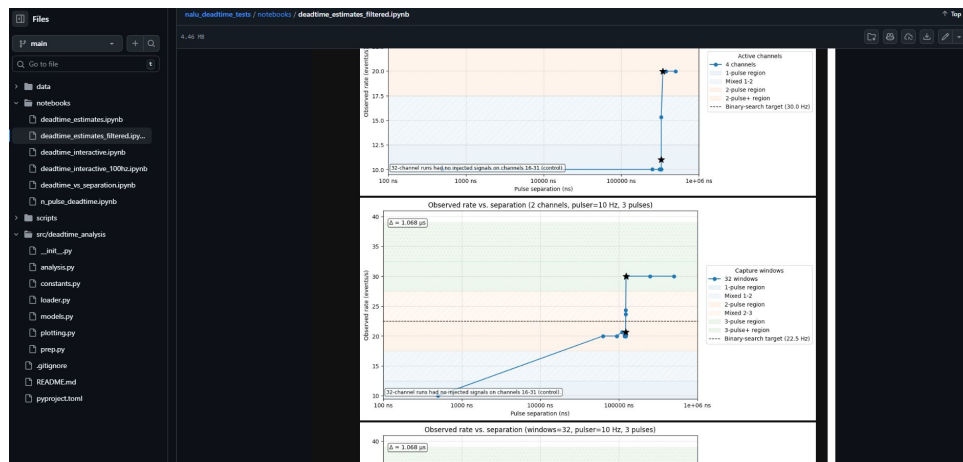 Files
main
Go to file
t
data
notebooks
deadtime_estimates.ipynb
deadtime_estimates_filtered.ipy...
deadtime_interactive.ipynb
deadtime_interactive_100hz.ipynb
deadtime_vs_separation.ipynb
n_pulse_deadtime.ipynb
scripts
src/deadtime_analysis
__init__.py
analysis.py
constants.py
loader.py
models.py
plotting.py
prep.py
.gitignore
README.md
pyproject.toml
nalu_deadtime_tests / notebooks / deadtime_estimates_filtered.ipynb
Top
4.46 MB
Observed rate (events/s)
20.0
17.5
15.0
12.5
10.0
32-channel runs had no injected signals on channels 16-31 (control)
100 ns
1000 ns
10000 ns
100000 ns
1e+06 ns
Pulse separation (ns)
Active channels
4 channels
1-pulse region
Mixed 1-2
2-pulse region
2-pulse+ region
Binary-search target (30.0 Hz)
Observed rate vs. separation (2 channels, pulser=10 Hz, 3 pulses)
Δ = 1.068 μs
Observed rate (events/s)
40
35
30
25
20
15
10
32-channel runs had no injected signals on channels 16-31 (control)
100 ns
1000 ns
10000 ns
100000 ns
1e+06 ns
Pulse separation (ns)
Capture windows
32 windows
1-pulse region
Mixed 1-2
2-pulse region
Mixed 2-3
3-pulse region
3-pulse+ region
Binary-search target (22.5 Hz)
Observed rate vs. separation (windows=32, pulser=10 Hz, 3 pulses)
40
Δ = 1.068 μs